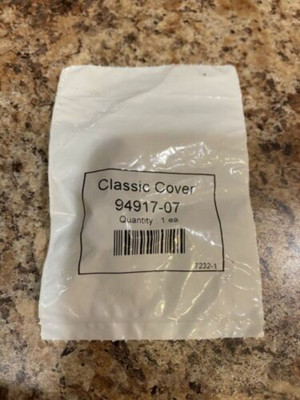 Classic Cover
94917-07
Quantity 1 ea
7232-1